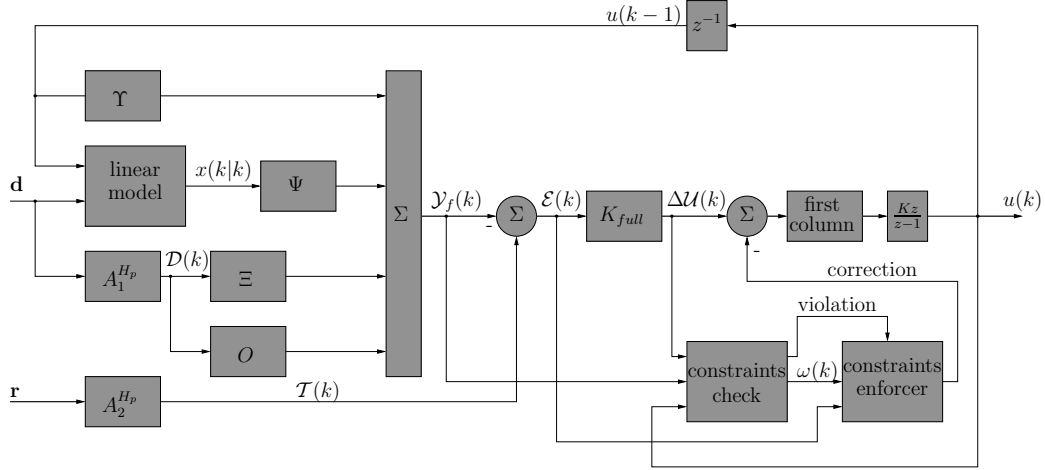 u(k−1)
z⁻¹
Υ
d
linear
model
x(k|k)
Ψ
Σ
𝒴_f(k)
-
Σ
ℰ(k)
K_full
Δ𝒰(k)
Σ
-
first
column
Kz/(z−1)
u(k)
A₁^{H_p}
𝒟(k)
Ξ
O
r
A₂^{H_p}
𝒯(k)
correction
violation
constraints
check
ω(k)
constraints
enforcer